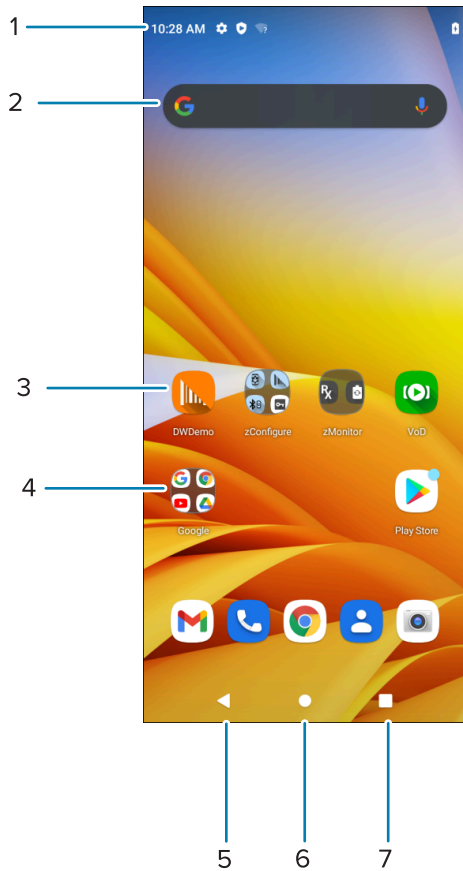 1
10:28 AM
2
3
DWDemo
zConfigure
zMonitor
VoD
4
Google
Play Store
5
6
7